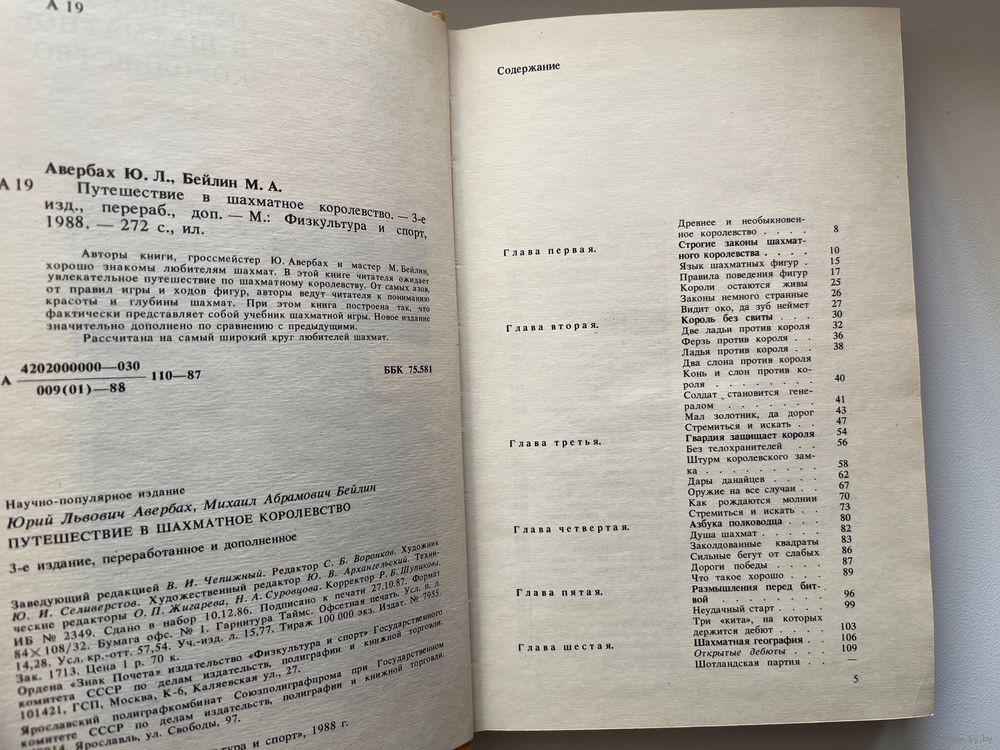 А 19
Авербах Ю. Л., Бейлин М. А.
А 19 Путешествие в шахматное королевство. — 3-е
изд., перераб., доп. — М.: Физкультура и спорт,
1988. — 272 с., ил.
Авторы книги, гроссмейстер Ю. Авербах и мастер М. Бейлин,
хорошо знакомы любителям шахмат. В этой книге читателя ожидает
увлекательное путешествие по шахматному королевству. От самых азов,
от правил игры и ходов фигур, авторы ведут читателя к пониманию
красоты и глубины шахмат. При этом книга построена так, что
фактически представляет собой учебник шахматной игры. Новое издание
значительно дополнено по сравнению с предыдущими.
Рассчитана на самый широкий круг любителей шахмат.
А 4202000000—030
009(01)—88 110—87
ББК 75.581
Научно-популярное издание
Юрий Львович Авербах, Михаил Абрамович Бейлин
ПУТЕШЕСТВИЕ В ШАХМАТНОЕ КОРОЛЕВСТВО
3-е издание, переработанное и дополненное
Заведующий редакцией В. И. Чепижный. Редактор С. Б. Воронков. Художник
Ю. И. Селиверстов. Художественный редактор Ю. В. Архангельский. Техни-
ческие редакторы О. П. Жигарева, Н. А. Суровцова. Корректор Р. Б. Шупикова.
ИБ № 2349. Сдано в набор 10.12.86. Подписано к печати 27.10.87. Формат
84×108/32. Бумага офс. № 1. Гарнитура Таймс. Офсетная печать. Усл. п. л.
14,28. Усл. кр.-отт. 57,54. Уч.-изд. л. 15,77. Тираж 100 000 экз. Издат. № 7955.
Зак. 1713. Цена 1 р. 70 к.
Ордена «Знак Почета» издательство «Физкультура и спорт» Государственного
комитета СССР по делам издательств, полиграфии и книжной торговли.
101421, ГСП, Москва, К-6, Каляевская ул., 27.
Ярославский полиграфкомбинат Союзполиграфпрома при Государственном
комитете СССР по делам издательств, полиграфии и книжной торговли.
Ярославль, ул. Свободы, 97.
и спорт», 1988 г.
Содержание
Глава первая.
Древнее и необыкновен-
ное королевство . . . . 8
Строгие законы шахмат-
ного королевства . . . . 10
Язык шахматных фигур . 15
Правила поведения фигур 17
Короли остаются живы 25
Законы немного странные 26
Видит око, да зуб неймет 27
Глава вторая.
Король без свиты . . . . 30
Две ладьи против короля 32
Ферзь против короля . . 36
Ладья против короля . . 38
Два слона против короля
Конь и слон против ко-
роля . . . . . . . . 40
Солдат становится гене-
ралом . . . . . . . 41
Мал золотник, да дорог 43
Стремиться и искать . . 47
Глава третья.
Гвардия защищает короля 54
Без телохранителей . . 56
Штурм королевского зам-
ка . . . . . . . . . 58
Дары данайцев . . . . 62
Оружие на все случаи . . 67
Как рождаются молнии 70
Стремиться и искать . . 73
Глава четвертая.
Азбука полководца . . . 80
Душа шахмат . . . . . 82
Заколдованные квадраты 83
Сильные бегут от слабых 86
Дороги победы . . . . 87
Что такое хорошо . . . 89
Глава пятая.
Размышления перед бит-
вой . . . . . . . . 96
Неудачный старт . . . 99
Три «кита», на которых
держится дебют . . . . 103
Глава шестая.
Шахматная география . . 106
Открытые дебюты . . . 109
Шотландская партия . . —
5